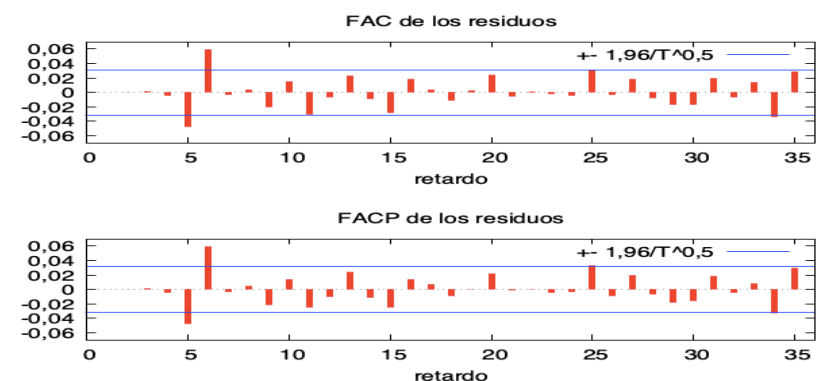 FAC de los residuos
+- 1,96/T^0,5
0,06
0,04
0,02
0
-0,02
-0,04
-0,06
0 5 10 15 20 25 30 35
retardo
FACP de los residuos
+- 1,96/T^0,5
0,06
0,04
0,02
0
-0,02
-0,04
-0,06
0 5 10 15 20 25 30 35
retardo